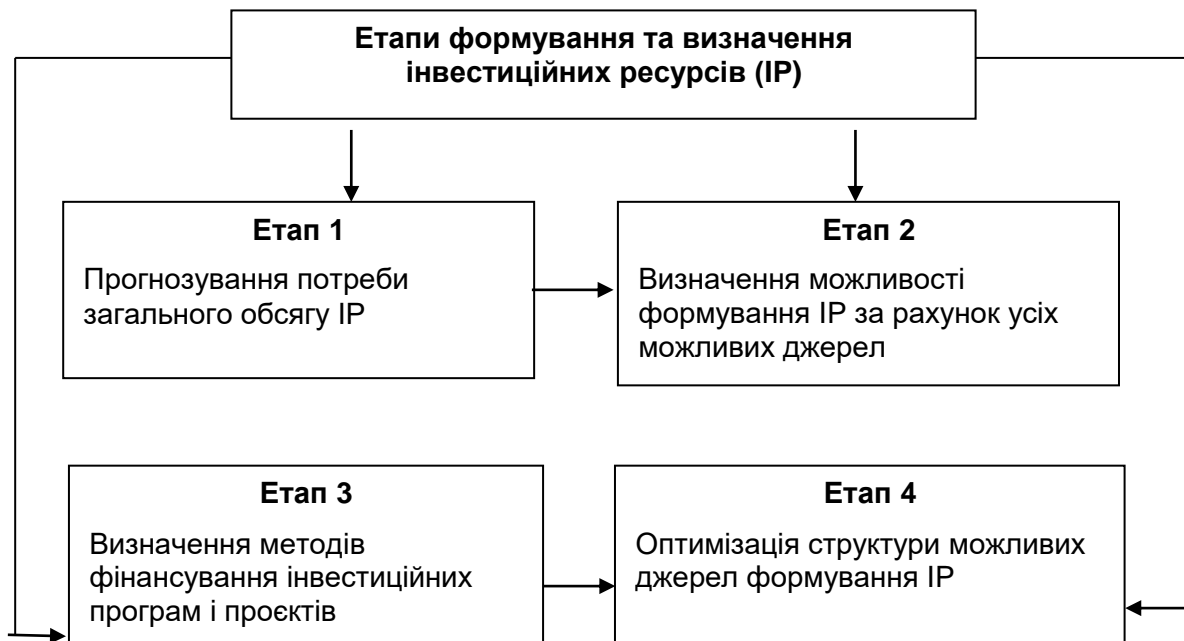 Етапи формування та визначення
інвестиційних ресурсів (ІР)
Етап 1
Прогнозування потреби
загального обсягу ІР
Етап 2
Визначення можливості
формування ІР за рахунок усіх
можливих джерел
Етап 3
Визначення методів
фінансування інвестиційних
програм і проєктів
Етап 4
Оптимізація структури можливих
джерел формування ІР